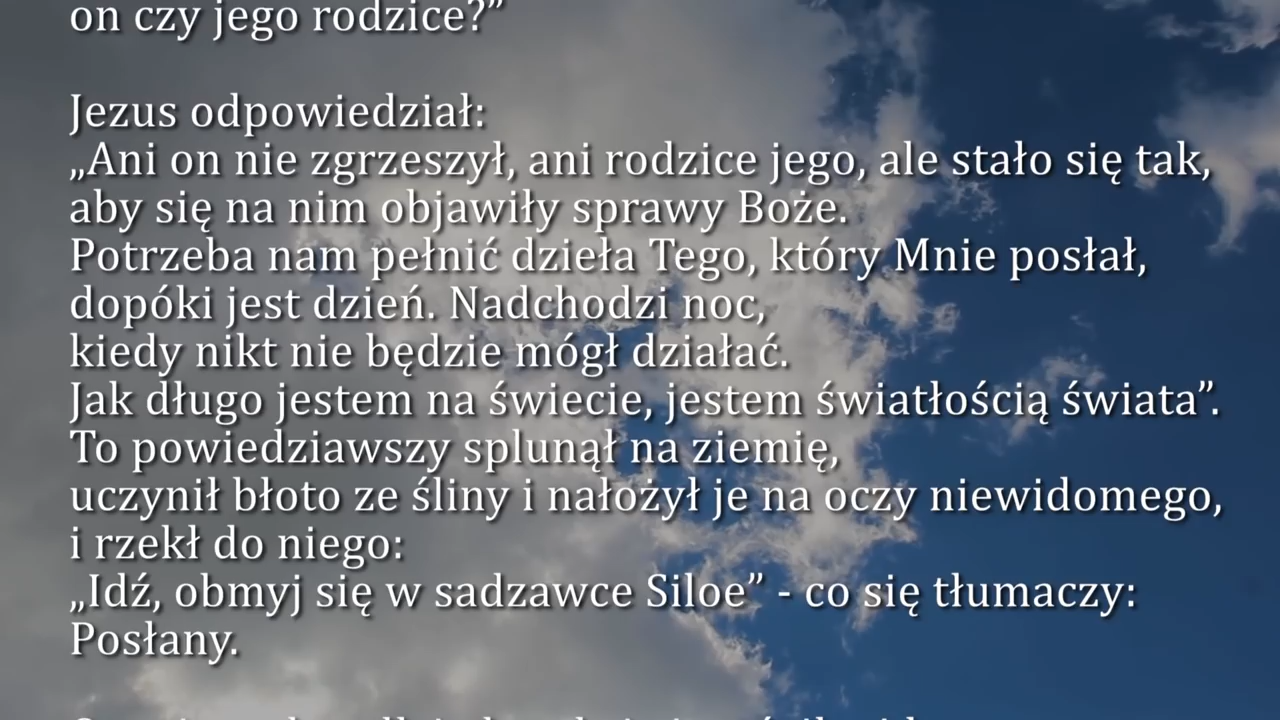 on czy jego rodzice?”
Jezus odpowiedział:
„Ani on nie zgrzeszył, ani rodzice jego, ale stało się tak,
aby się na nim objawiły sprawy Boże.
Potrzeba nam pełnić dzieła Tego, który Mnie posłał,
dopóki jest dzień. Nadchodzi noc,
kiedy nikt nie będzie mógł działać.
Jak długo jestem na świecie, jestem światłością świata”.
To powiedziawszy splunął na ziemię,
uczynił błoto ze śliny i nałożył je na oczy niewidomego,
i rzekł do niego:
„Idź, obmyj się w sadzawce Siloe” - co się tłumaczy:
Posłany.